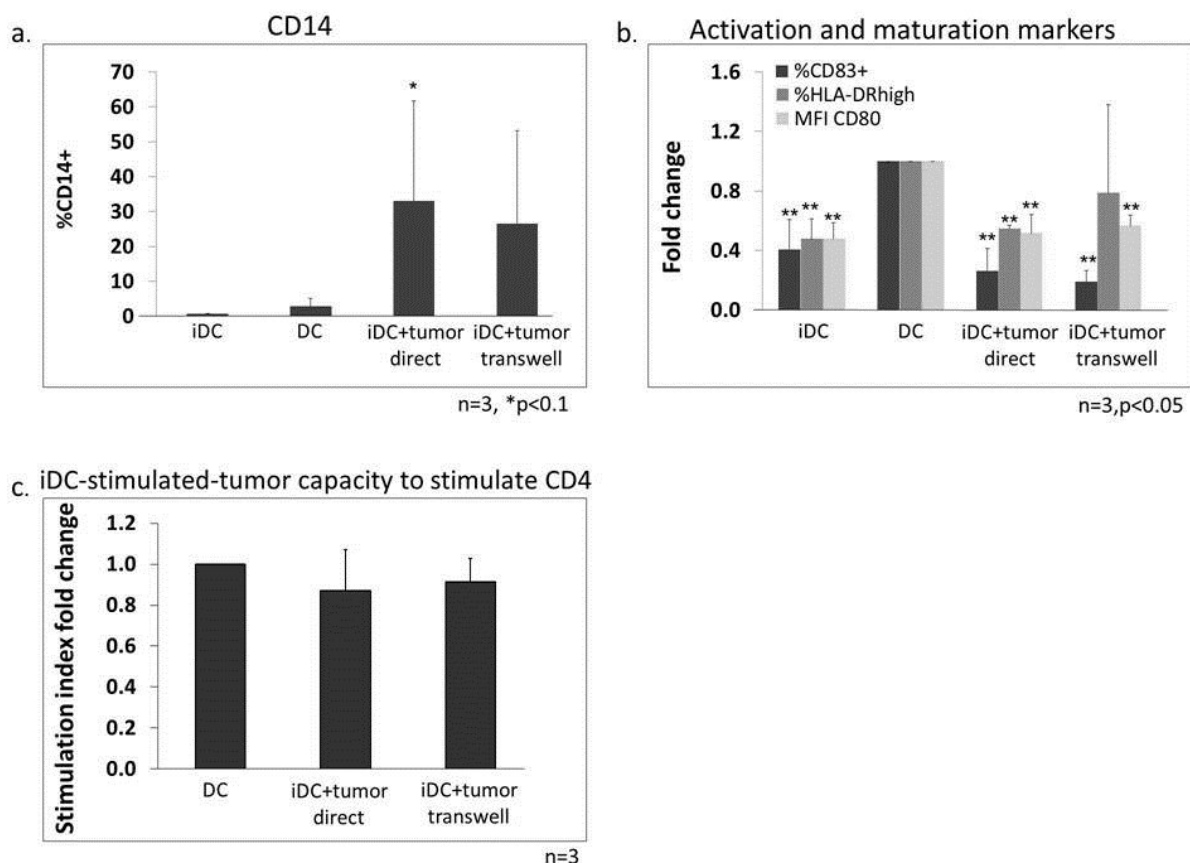 a.
CD14
70
60
50
40
30
20
10
0
%CD14+
*
iDC
DC
iDC+tumor
direct
iDC+tumor
transwell
n=3, *p<0.1
b.
Activation and maturation markers
1.6
1.2
0.8
0.4
0.0
Fold change
%CD83+
%HLA-DRhigh
MFI CD80
** ** **
** ** **
** **
iDC
DC
iDC+tumor
direct
iDC+tumor
transwell
n=3,p<0.05
c.
iDC-stimulated-tumor capacity to stimulate CD4
1.2
1.0
0.8
0.6
0.4
0.2
0.0
Stimulation index fold change
DC
iDC+tumor
direct
iDC+tumor
transwell
n=3